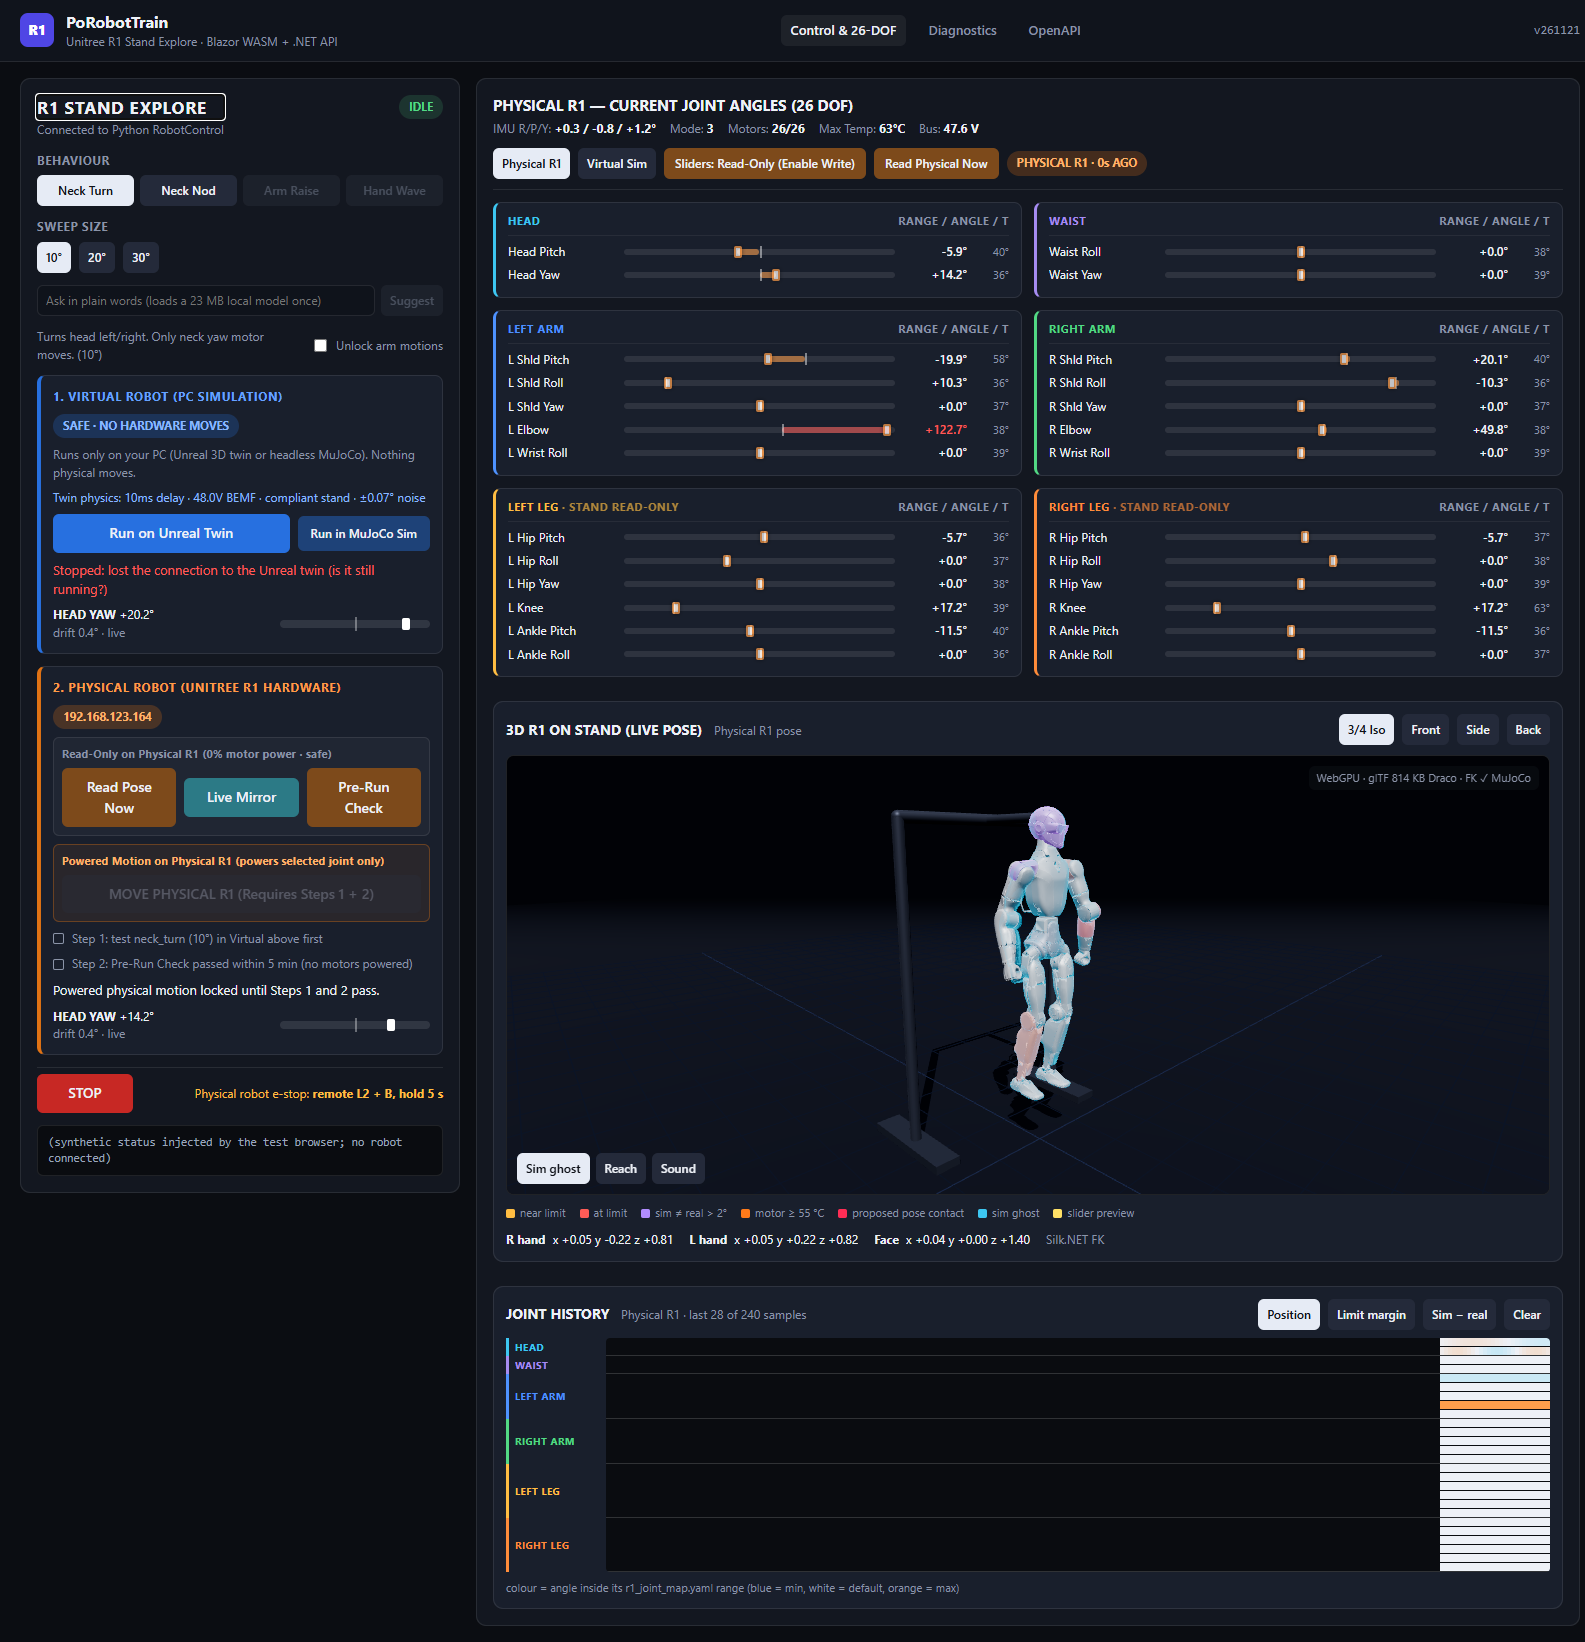 R1
PoRobotTrain
Unitree R1 Stand Explore · Blazor WASM + .NET API
Control & 26-DOF
Diagnostics
OpenAPI
v261121
R1 STAND EXPLORE
IDLE
Connected to Python RobotControl
BEHAVIOUR
Neck Turn
Neck Nod
Arm Raise
Hand Wave
SWEEP SIZE
10°
20°
30°
Ask in plain words (loads a 23 MB local model once)
Suggest
Turns head left/right. Only neck yaw motor
moves. (10°)
Unlock arm motions
1. VIRTUAL ROBOT (PC SIMULATION)
SAFE · NO HARDWARE MOVES
Runs only on your PC (Unreal 3D twin or headless MuJoCo). Nothing
physical moves.
Twin physics: 10ms delay · 48.0V BEMF · compliant stand · ±0.07° noise
Run on Unreal Twin
Run in MuJoCo Sim
Stopped: lost the connection to the Unreal twin (is it still
running?)
HEAD YAW +20.2°
drift 0.4° · live
2. PHYSICAL ROBOT (UNITREE R1 HARDWARE)
192.168.123.164
Read-Only on Physical R1 (0% motor power · safe)
Read Pose
Now
Live Mirror
Pre-Run
Check
Powered Motion on Physical R1 (powers selected joint only)
MOVE PHYSICAL R1 (Requires Steps 1 + 2)
Step 1: test neck_turn (10°) in Virtual above first
Step 2: Pre-Run Check passed within 5 min (no motors powered)
Powered physical motion locked until Steps 1 and 2 pass.
HEAD YAW +14.2°
drift 0.4° · live
STOP
Physical robot e-stop: remote L2 + B, hold 5 s
(synthetic status injected by the test browser; no robot
connected)
PHYSICAL R1 — CURRENT JOINT ANGLES (26 DOF)
IMU R/P/Y: +0.3 / -0.8 / +1.2° Mode: 3 Motors: 26/26 Max Temp: 63°C Bus: 47.6 V
Physical R1
Virtual Sim
Sliders: Read-Only (Enable Write)
Read Physical Now
PHYSICAL R1 · 0s AGO
HEAD RANGE / ANGLE / T
Head Pitch -5.9° 40°
Head Yaw +14.2° 36°
WAIST RANGE / ANGLE / T
Waist Roll +0.0° 38°
Waist Yaw +0.0° 39°
LEFT ARM RANGE / ANGLE / T
L Shld Pitch -19.9° 58°
L Shld Roll +10.3° 36°
L Shld Yaw +0.0° 37°
L Elbow +122.7° 38°
L Wrist Roll +0.0° 39°
RIGHT ARM RANGE / ANGLE / T
R Shld Pitch +20.1° 40°
R Shld Roll -10.3° 36°
R Shld Yaw +0.0° 37°
R Elbow +49.8° 38°
R Wrist Roll +0.0° 39°
LEFT LEG · STAND READ-ONLY RANGE / ANGLE / T
L Hip Pitch -5.7° 36°
L Hip Roll +0.0° 37°
L Hip Yaw +0.0° 38°
L Knee +17.2° 39°
L Ankle Pitch -11.5° 40°
L Ankle Roll +0.0° 36°
RIGHT LEG · STAND READ-ONLY RANGE / ANGLE / T
R Hip Pitch -5.7° 37°
R Hip Roll +0.0° 38°
R Hip Yaw +0.0° 39°
R Knee +17.2° 63°
R Ankle Pitch -11.5° 36°
R Ankle Roll +0.0° 37°
3D R1 ON STAND (LIVE POSE) Physical R1 pose
3/4 Iso
Front
Side
Back
WebGPU · glTF 814 KB Draco · FK ✓ MuJoCo
Sim ghost
Reach
Sound
near limit at limit sim ≠ real > 2° motor ≥ 55 °C proposed pose contact sim ghost slider preview
R hand x +0.05 y -0.22 z +0.81 L hand x +0.05 y +0.22 z +0.82 Face x +0.04 y +0.00 z +1.40 Silk.NET FK
JOINT HISTORY Physical R1 · last 28 of 240 samples
Position
Limit margin
Sim − real
Clear
HEAD
WAIST
LEFT ARM
RIGHT ARM
LEFT LEG
RIGHT LEG
colour = angle inside its r1_joint_map.yaml range (blue = min, white = default, orange = max)